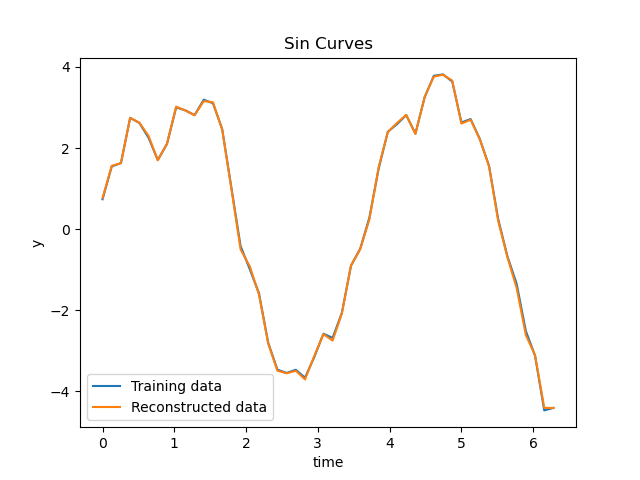 Sin Curves
4
2
0
−2
−4
y
0 1 2 3 4 5 6
time
Training data
Reconstructed data